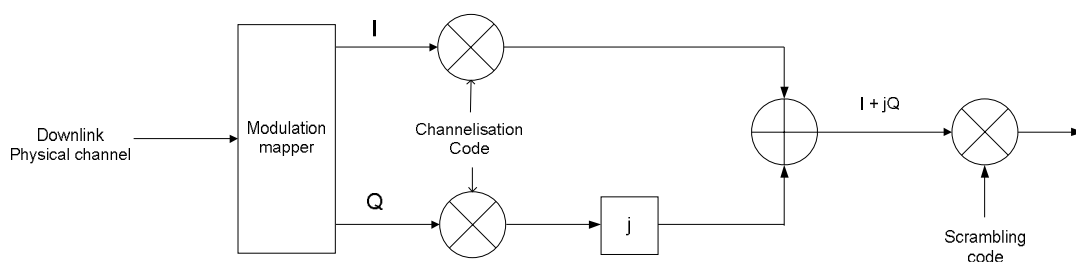 I
Downlink
Physical channel
Modulation
mapper
Channelisation
Code
I + jQ
Q
j
Scrambling
code